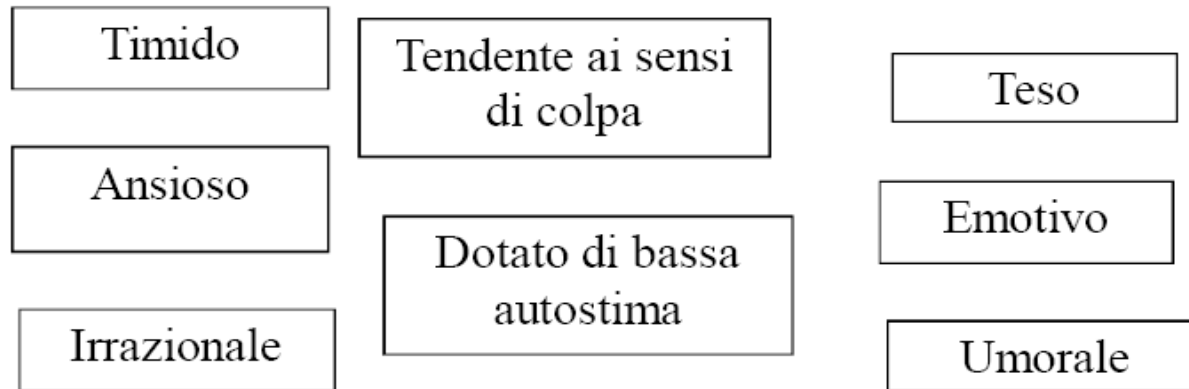 Timido
Tendente ai sensi
di colpa
Teso
Ansioso
Emotivo
Dotato di bassa
autostima
Irrazionale
Umorale